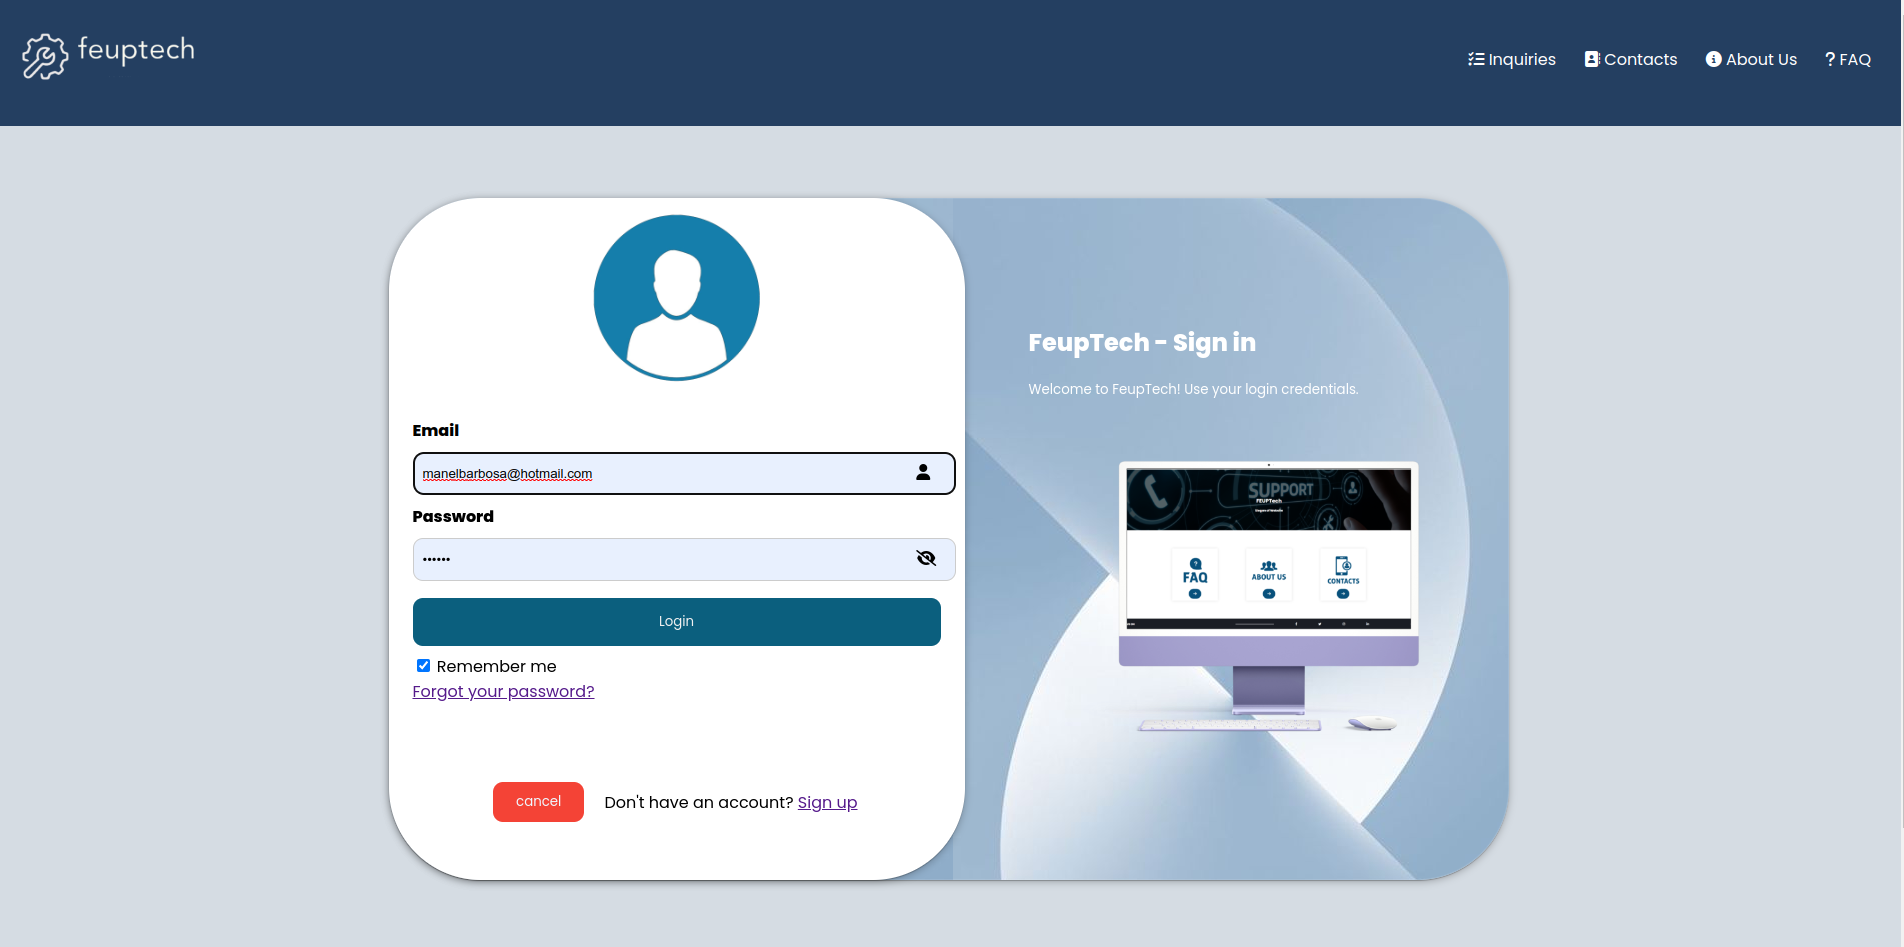 feuptech
Inquiries
Contacts
About Us
? FAQ
Email
manelbarbosa@hotmail.com
Password
••••••
Login
Remember me
Forgot your password?
cancel
Don't have an account? Sign up
FeupTech - Sign in
Welcome to FeupTech! Use your login credentials.
SUPPORT
FEUPTech
FAQ
ABOUT US
CONTACTS